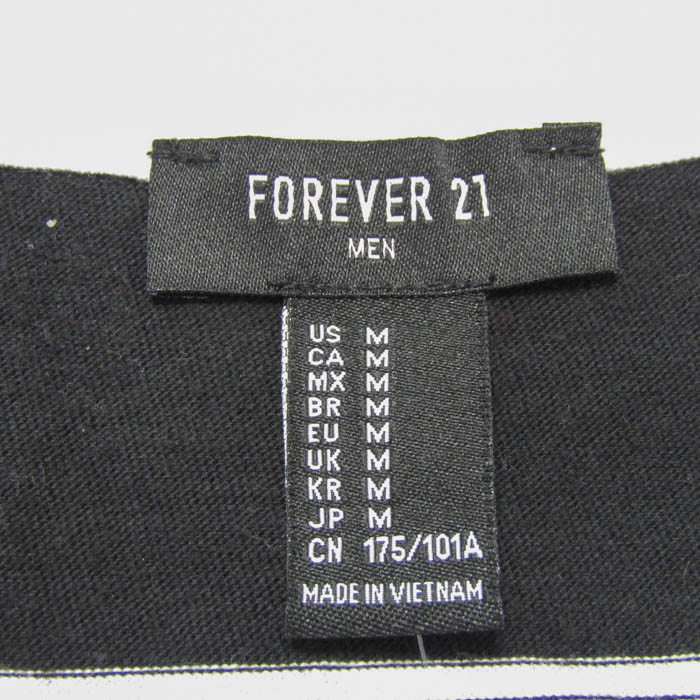 FOREVER 21
MEN
US M
CA M
MX M
BR M
EU M
UK M
KR M
JP M
CN 175/101A
MADE IN VIETNAM